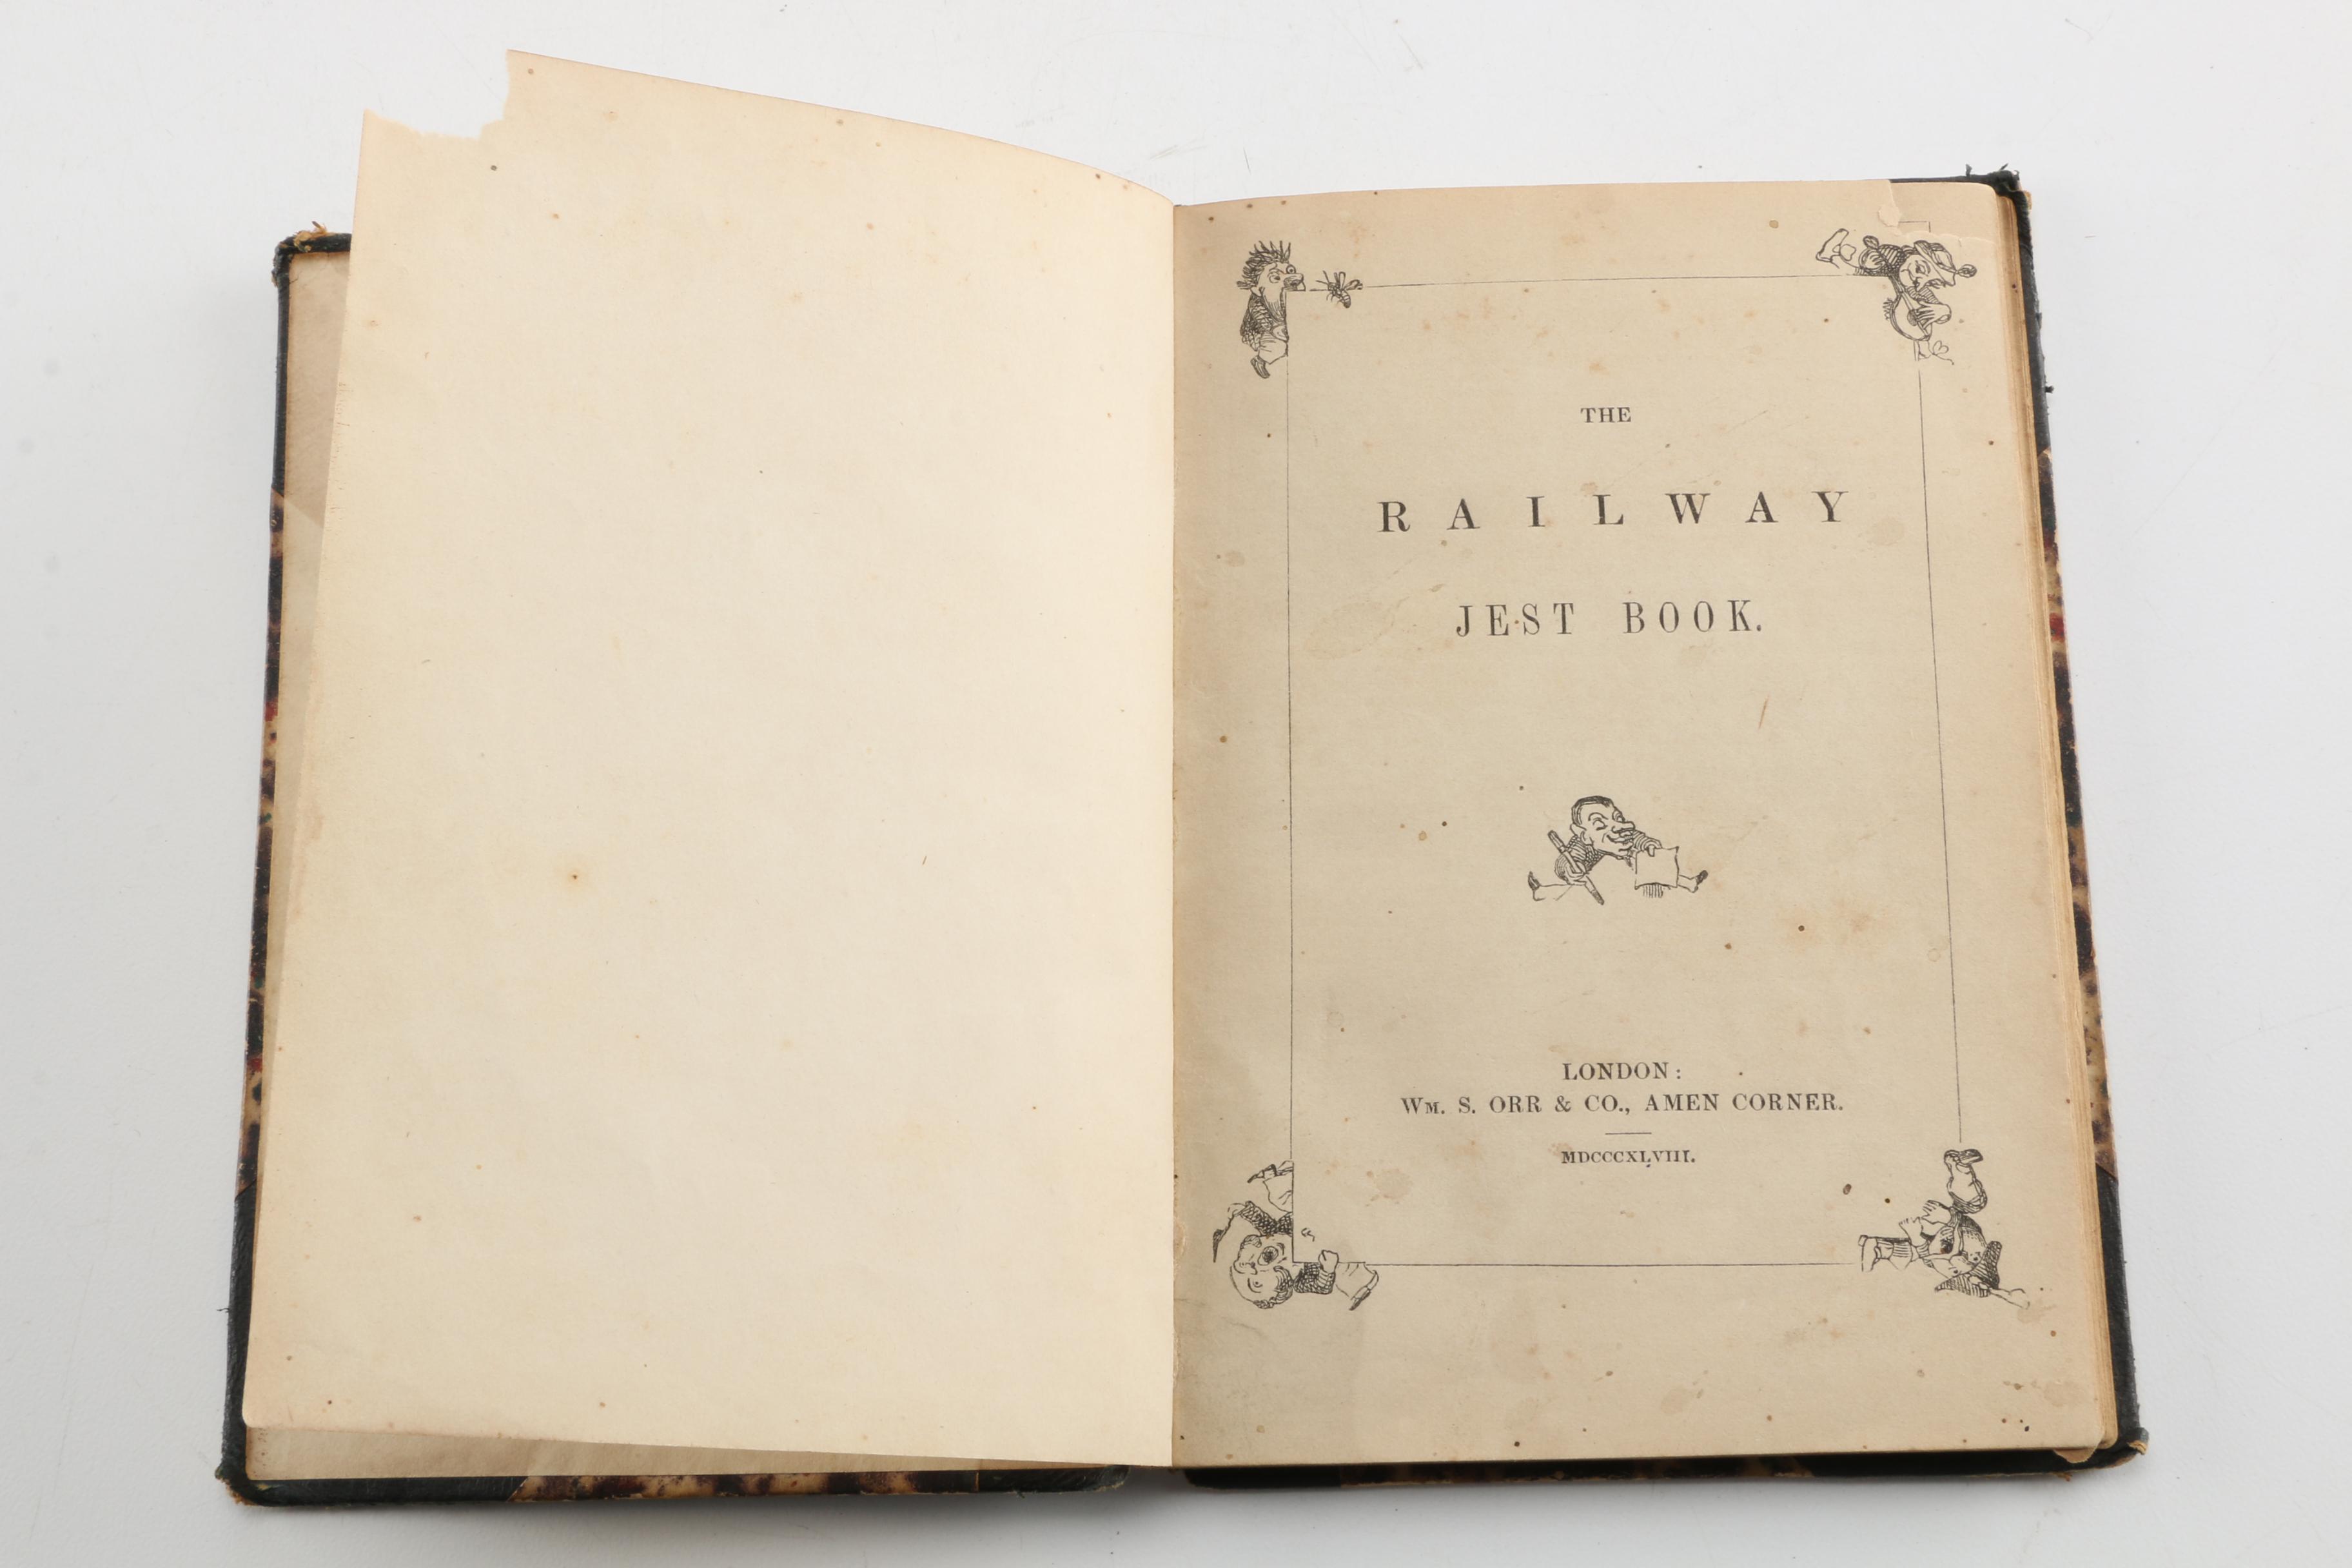 THE
RAILWAY
JEST BOOK.
LONDON:
WM. S. ORR & CO., AMEN CORNER.
MDCCCXLVIII.